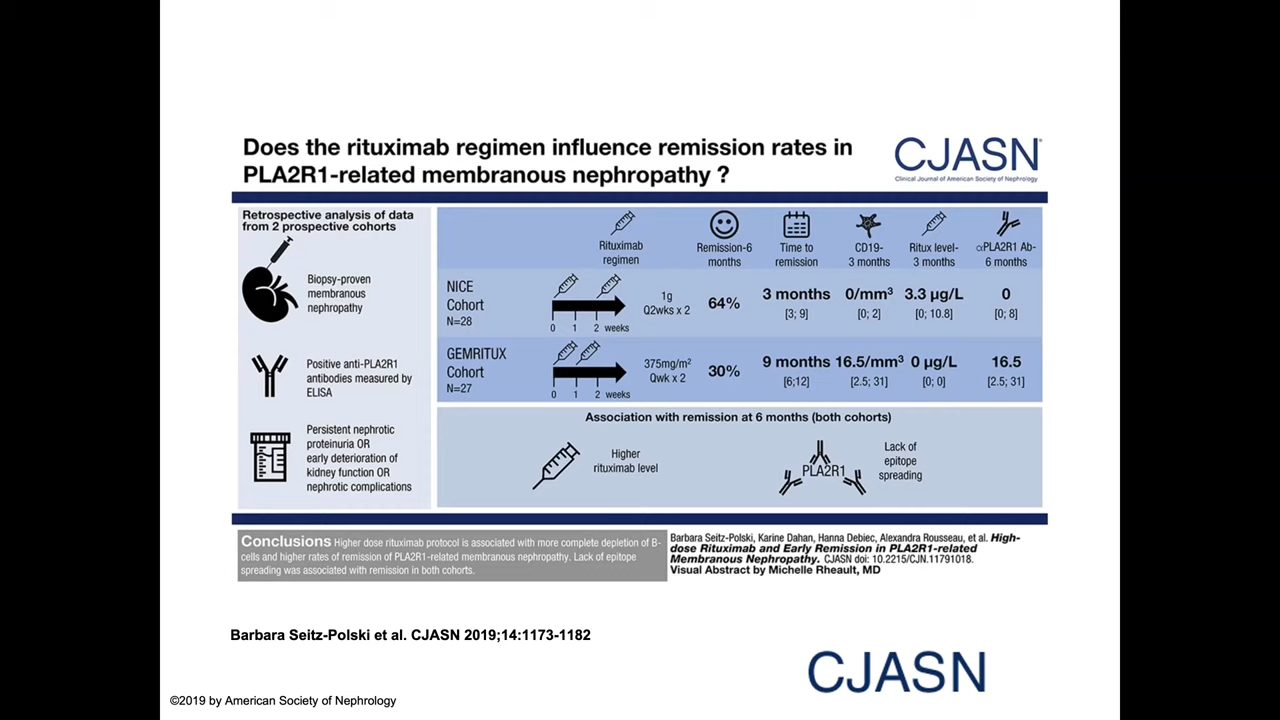 Does the rituximab regimen influence remission rates in
PLA2R1-related membranous nephropathy ?
CJASN
Clinical Journal of American Society of Nephrology
Retrospective analysis of data
from 2 prospective cohorts
Biopsy-proven
membranous
nephropathy
Positive anti-PLA2R1
antibodies measured by
ELISA
Persistent nephrotic
proteinuria OR
early deterioration of
kidney function OR
nephrotic complications
Rituximab
regimen
Remission-6
months
Time to
remission
CD19-
3 months
Ritux level-
3 months
αPLA2R1 Ab-
6 months
NICE
Cohort
N=28
0 1 2 weeks
1g
Q2wks x 2
64%
3 months
[3; 9]
0/mm³
[0; 2]
3.3 µg/L
[0; 10.8]
0
[0; 8]
GEMRITUX
Cohort
N=27
0 1 2 weeks
375mg/m²
Qwk x 2
30%
9 months
[6;12]
16.5/mm³
[2.5; 31]
0 µg/L
[0; 0]
16.5
[2.5; 31]
Association with remission at 6 months (both cohorts)
Higher
rituximab level
PLA2R1
Lack of
epitope
spreading
Conclusions Higher dose rituximab protocol is associated with more complete depletion of B-
cells and higher rates of remission of PLA2R1-related membranous nephropathy. Lack of epitope
spreading was associated with remission in both cohorts.
Barbara Seitz-Polski, Karine Dahan, Hanna Debiec, Alexandra Rousseau, et al. High-
dose Rituximab and Early Remission in PLA2R1-related
Membranous Nephropathy. CJASN doi: 10.2215/CJN.11791018.
Visual Abstract by Michelle Rheault, MD
Barbara Seitz-Polski et al. CJASN 2019;14:1173-1182
CJASN
©2019 by American Society of Nephrology